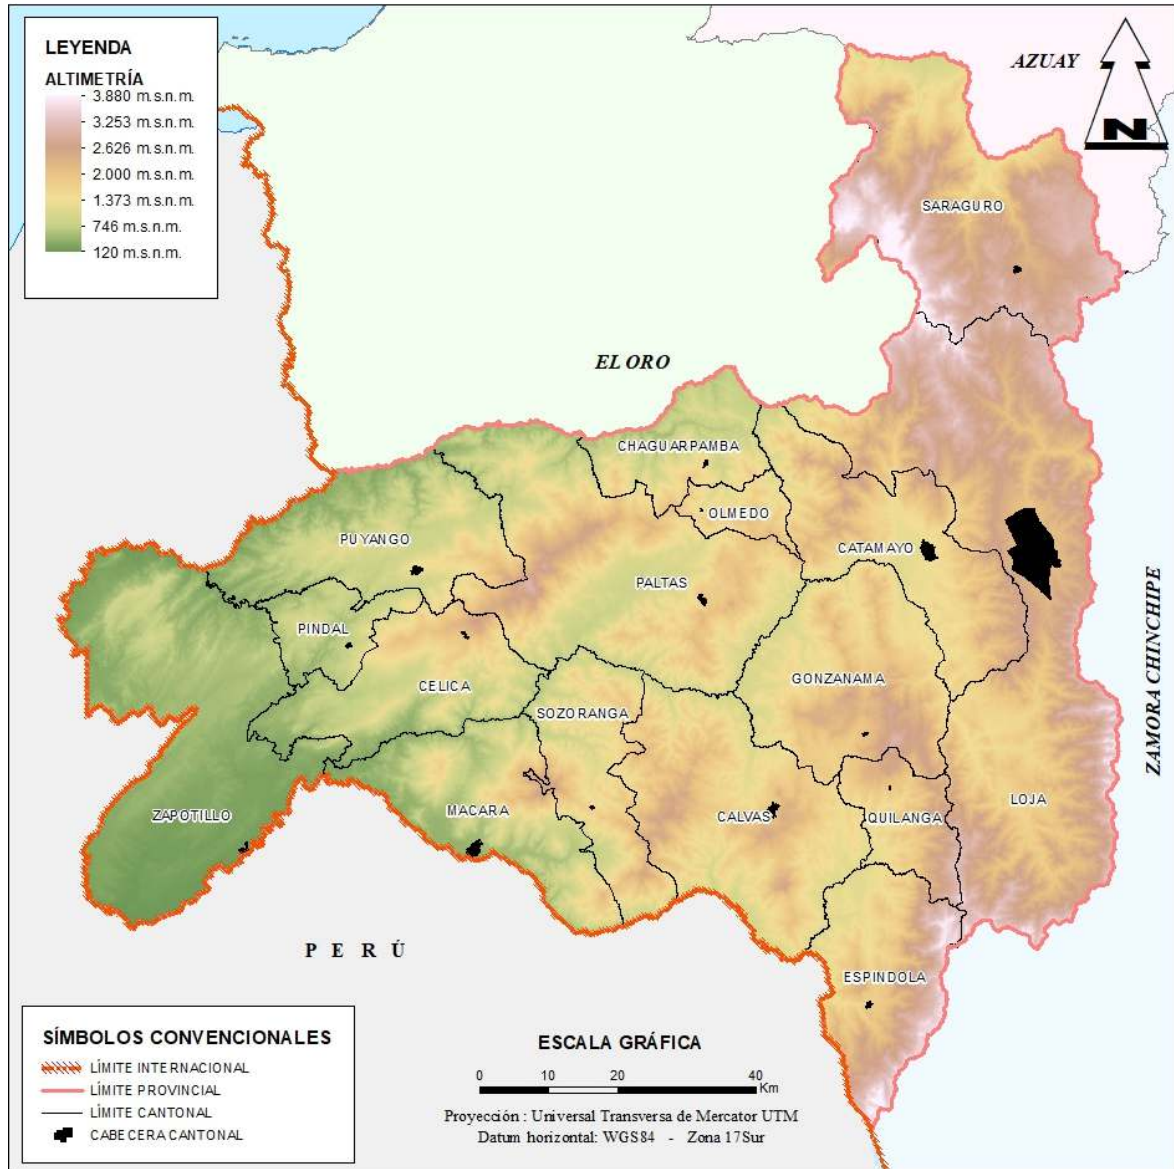 LEYENDA
ALTIMETRÍA
3.880 m.s.n.m.
3.253 m.s.n.m.
2.626 m.s.n.m.
2.000 m.s.n.m.
1.373 m.s.n.m.
746 m.s.n.m.
120 m.s.n.m.
AZUAY
N
SARAGURO
EL ORO
CHAGUARPAMBA
OLMEDO
PUYANGO
CATAMAYO
PALTAS
ZAMORA CHINCHIPE
PINDAL
CELICA
GONZANAMA
SOZORANGA
LOJA
ZAPOTILLO
MACARA
CALVAS
QUILANGA
PERÚ
ESPINDOLA
SÍMBOLOS CONVENCIONALES
LÍMITE INTERNACIONAL
LÍMITE PROVINCIAL
LÍMITE CANTONAL
CABECERA CANTONAL
ESCALA GRÁFICA
0 10 20 40
Km
Proyección : Universal Transversa de Mercator UTM
Datum horizontal: WGS84 - Zona 17Sur